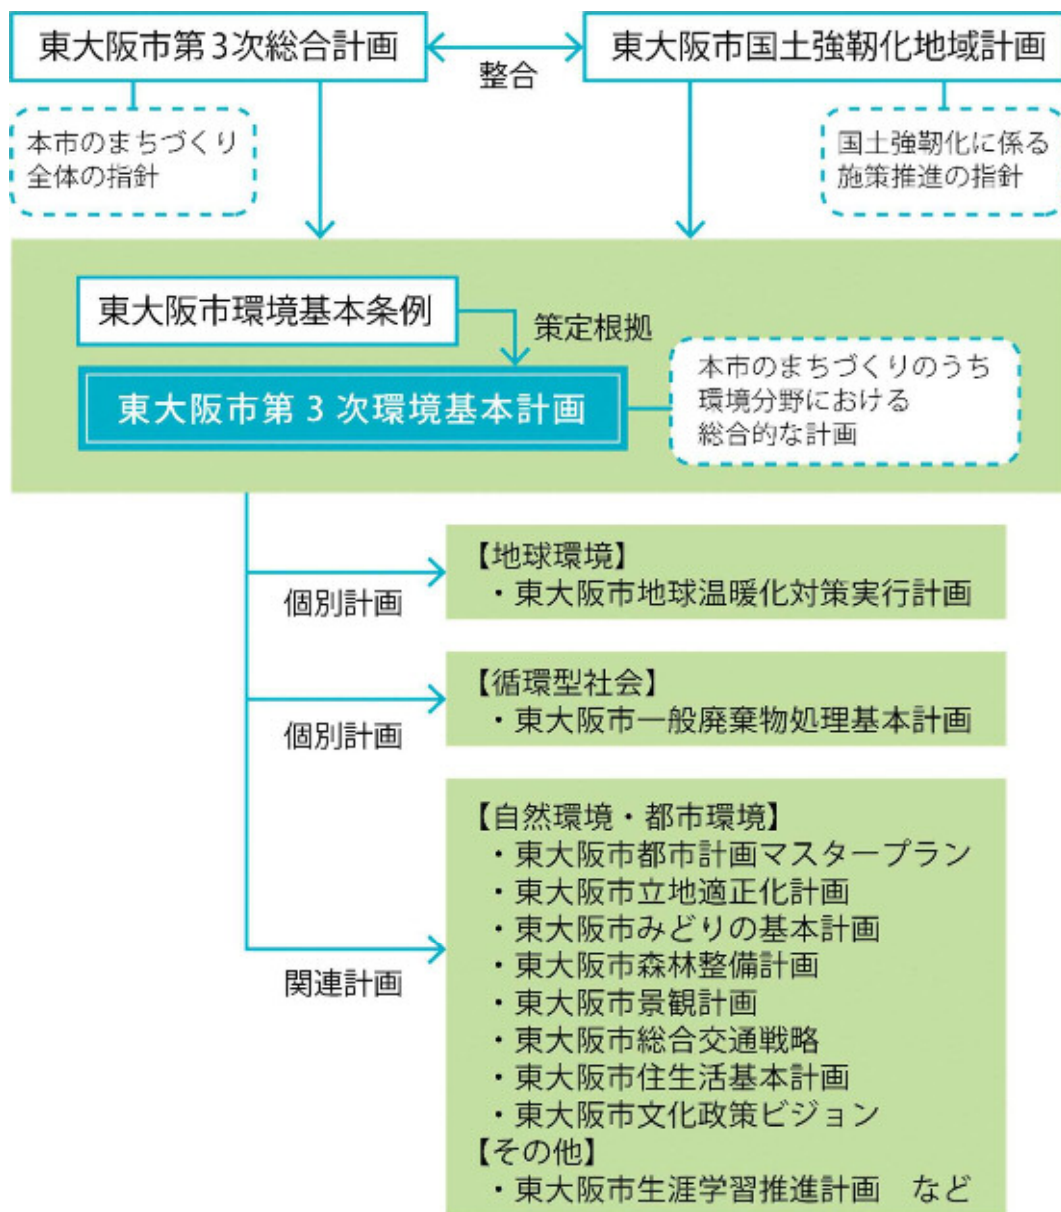 東大阪市第3次総合計画
整合
東大阪市国土強靭化地域計画
本市のまちづくり
全体の指針
国土強靭化に係る
施策推進の指針
東大阪市環境基本条例
策定根拠
東大阪市第3次環境基本計画
本市のまちづくりのうち
環境分野における
総合的な計画
個別計画
【地球環境】
・東大阪市地球温暖化対策実行計画
個別計画
【循環型社会】
・東大阪市一般廃棄物処理基本計画
関連計画
【自然環境・都市環境】
・東大阪市都市計画マスタープラン
・東大阪市立地適正化計画
・東大阪市みどりの基本計画
・東大阪市森林整備計画
・東大阪市景観計画
・東大阪市総合交通戦略
・東大阪市住生活基本計画
・東大阪市文化政策ビジョン
【その他】
・東大阪市生涯学習推進計画　など